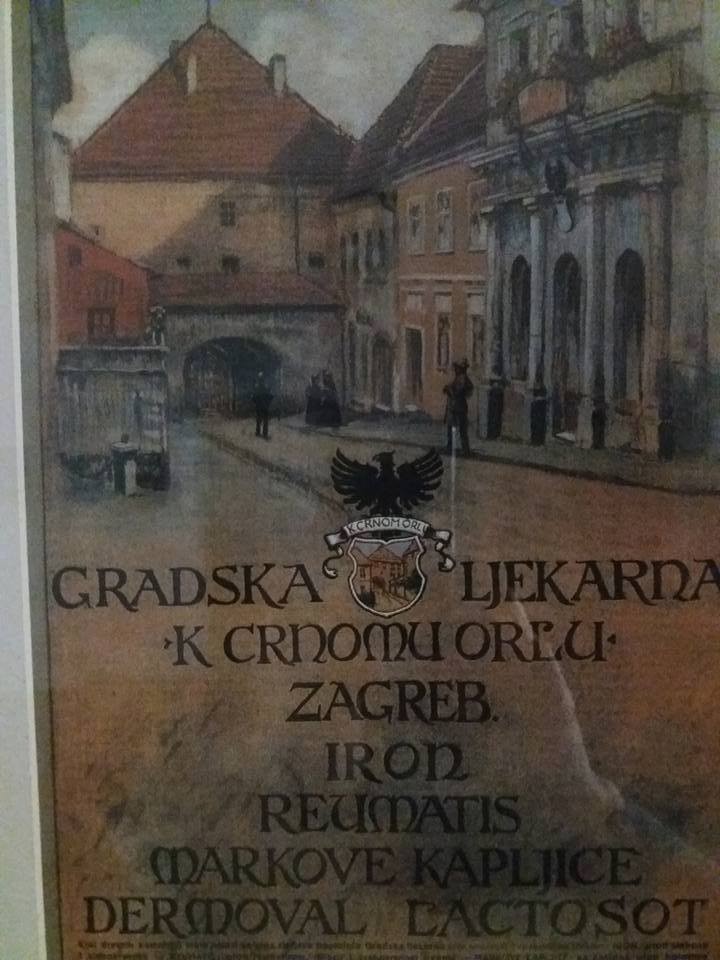 K CRNOM ORLU
GRADSKA LJEKARNA
·K CRNOMU ORLU·
ZAGREB.
IRON
REUMATIS
MARKOVE KAPLJICE
DERMOVAL LACTOSOT